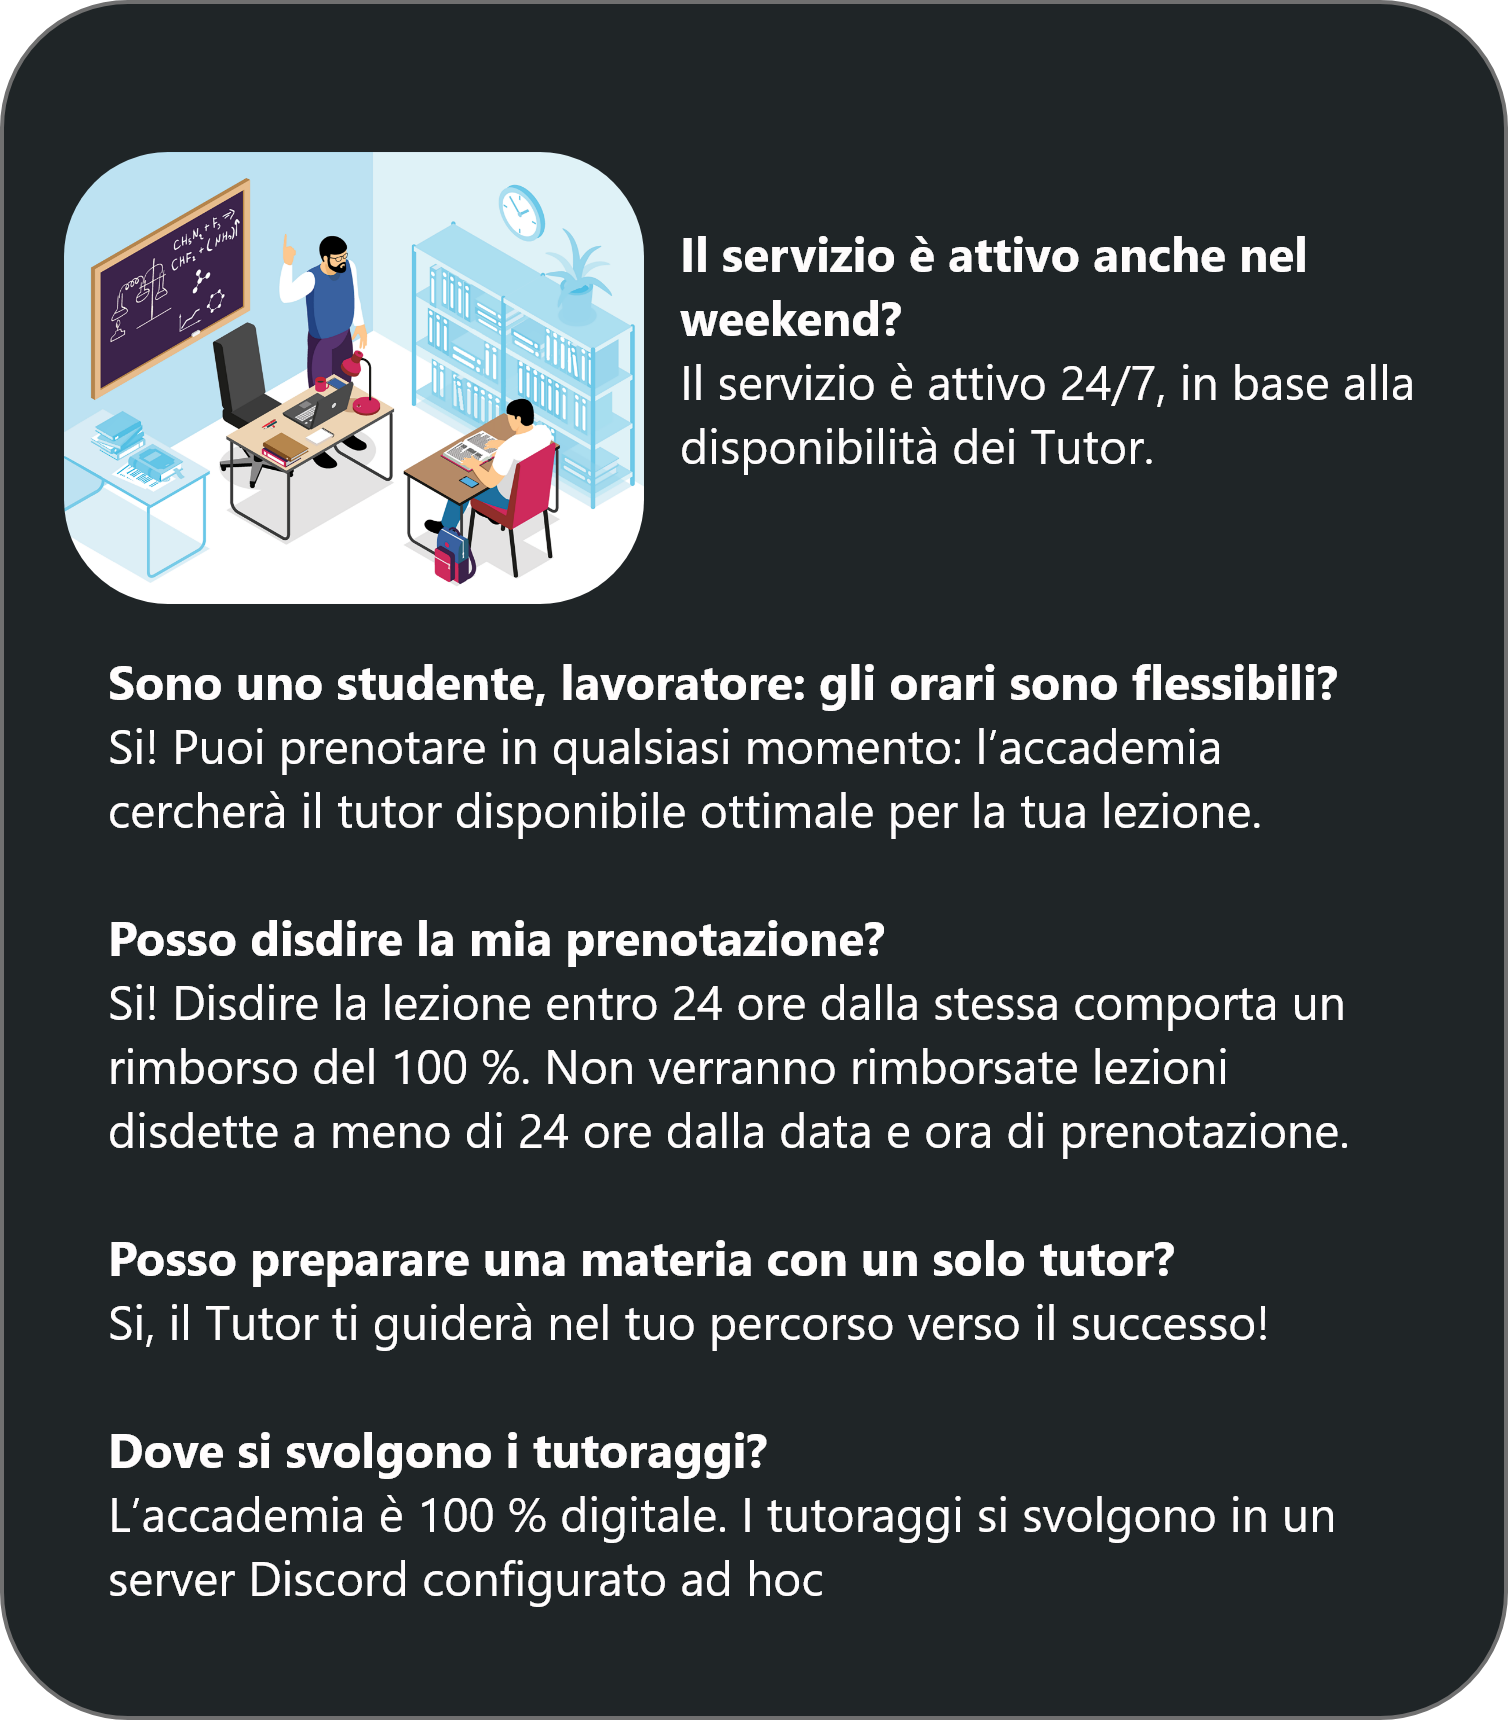 CH₃N₂ + F₃ ⇒
CHF₂ + (NH₃)↑
Il servizio è attivo anche nel
weekend?
Il servizio è attivo 24/7, in base alla
disponibilità dei Tutor.
Sono uno studente, lavoratore: gli orari sono flessibili?
Si! Puoi prenotare in qualsiasi momento: l’accademia
cercherà il tutor disponibile ottimale per la tua lezione.
Posso disdire la mia prenotazione?
Si! Disdire la lezione entro 24 ore dalla stessa comporta un
rimborso del 100 %. Non verranno rimborsate lezioni
disdette a meno di 24 ore dalla data e ora di prenotazione.
Posso preparare una materia con un solo tutor?
Si, il Tutor ti guiderà nel tuo percorso verso il successo!
Dove si svolgono i tutoraggi?
L’accademia è 100 % digitale. I tutoraggi si svolgono in un
server Discord configurato ad hoc